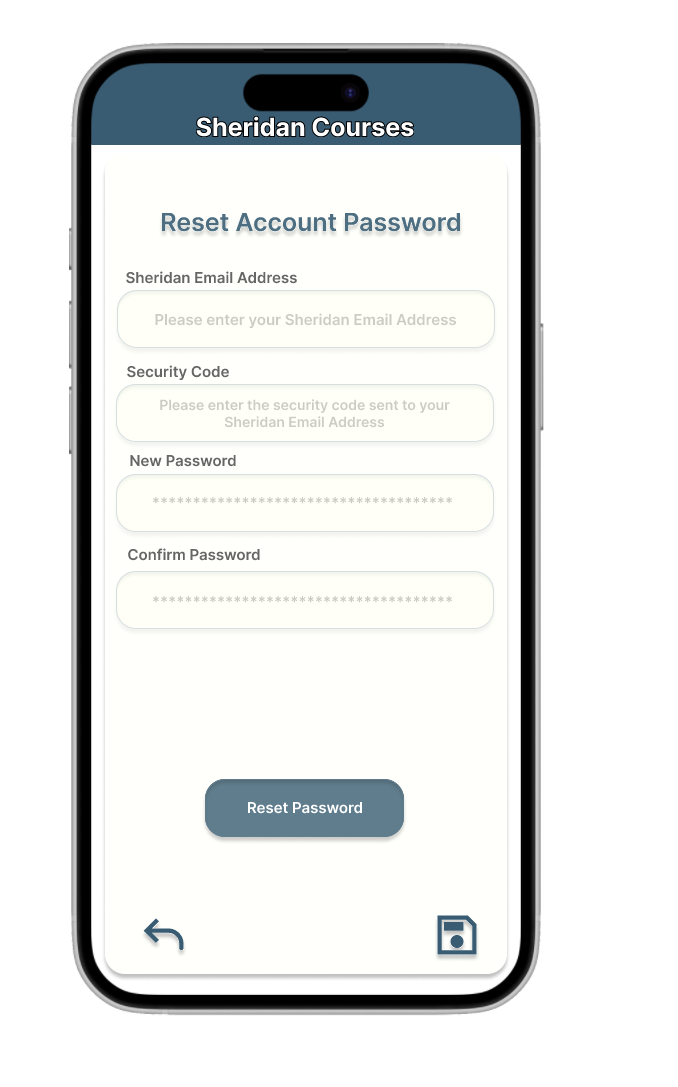 Sheridan Courses
Reset Account Password
Sheridan Email Address
Please enter your Sheridan Email Address
Security Code
Please enter the security code sent to your
Sheridan Email Address
New Password
*************************************
Confirm Password
*************************************
Reset Password